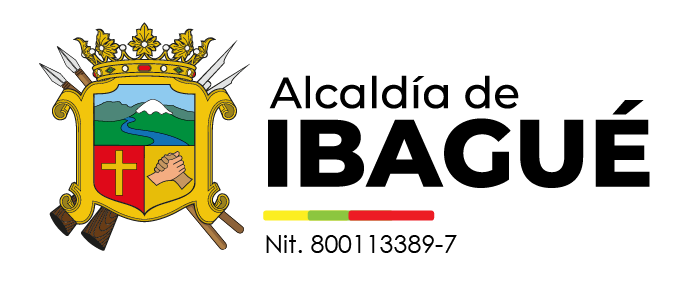 Alcaldía de
IBAGUÉ
Nit. 800113389-7